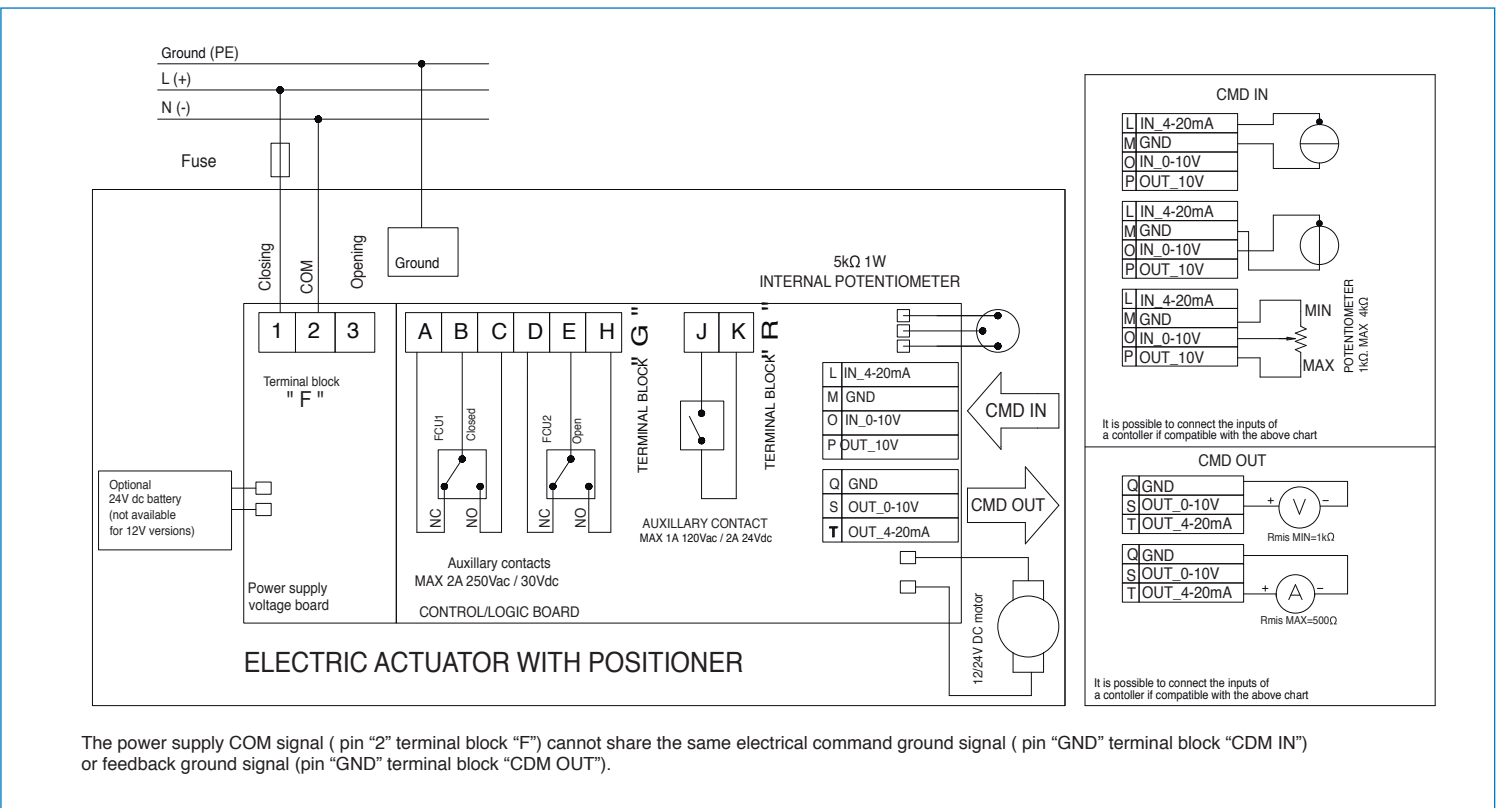 Ground (PE)
L (+)
N (-)
Fuse
Closing
COM
Opening
Ground
1 2 3
Terminal block
" F "
A B C D E H
TERMINAL BLOCK "G"
J K
TERMINAL BLOCK "R"
5kΩ 1W
INTERNAL POTENTIOMETER
L IN_4-20mA
M GND
O IN_0-10V
P OUT_10V
CMD IN
Q GND
S OUT_0-10V
T OUT_4-20mA
CMD OUT
FCU1
Closed
NC
NO
FCU2
Open
NC
NO
Auxillary contacts
MAX 2A 250Vac / 30Vdc
AUXILLARY CONTACT
MAX 1A 120Vac / 2A 24Vdc
Optional
24V dc battery
(not available
for 12V versions)
Power supply
voltage board
CONTROL/LOGIC BOARD
12/24V DC motor
ELECTRIC ACTUATOR WITH POSITIONER
CMD IN
L IN_4-20mA
M GND
O IN_0-10V
P OUT_10V
L IN_4-20mA
M GND
O IN_0-10V
P OUT_10V
L IN_4-20mA
M GND
O IN_0-10V
P OUT_10V
MIN
MAX
POTENTIOMETER
1kΩ. MAX 4kΩ
It is possible to connect the inputs of
a contoller if compatible with the above chart
CMD OUT
Q GND
S OUT_0-10V
T OUT_4-20mA
+ V −
Rmis MIN=1kΩ
Q GND
S OUT_0-10V
T OUT_4-20mA
+ A −
Rmis MAX=500Ω
It is possible to connect the inputs of
a contoller if compatible with the above chart
The power supply COM signal ( pin “2” terminal block “F”) cannot share the same electrical command ground signal ( pin “GND” terminal block “CDM IN”)
or feedback ground signal (pin “GND” terminal block “CDM OUT”).